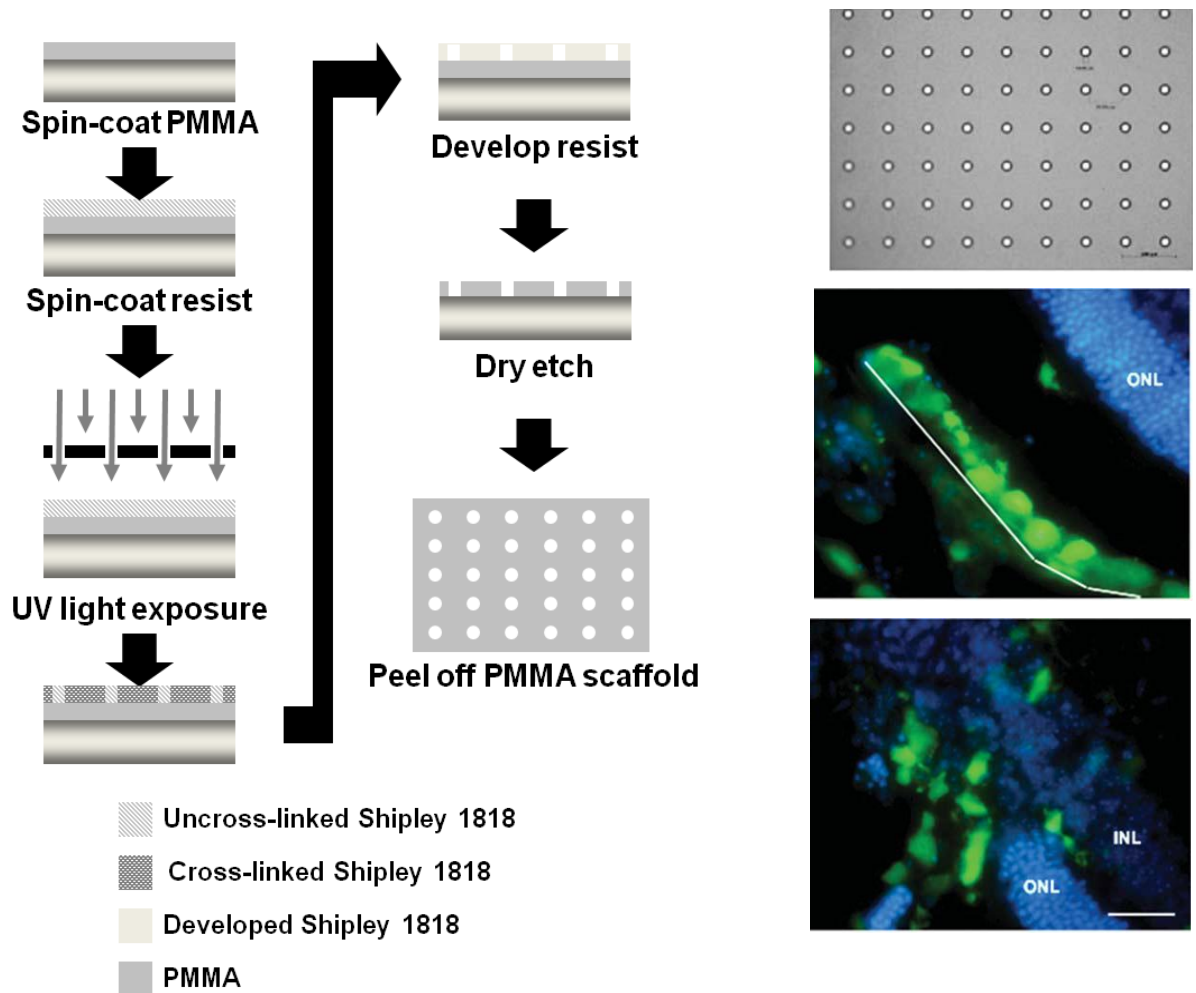 Spin-coat PMMA
Spin-coat resist
UV light exposure
Develop resist
Dry etch
Peel off PMMA scaffold
Uncross-linked Shipley 1818
Cross-linked Shipley 1818
Developed Shipley 1818
PMMA
ONL
INL
ONL